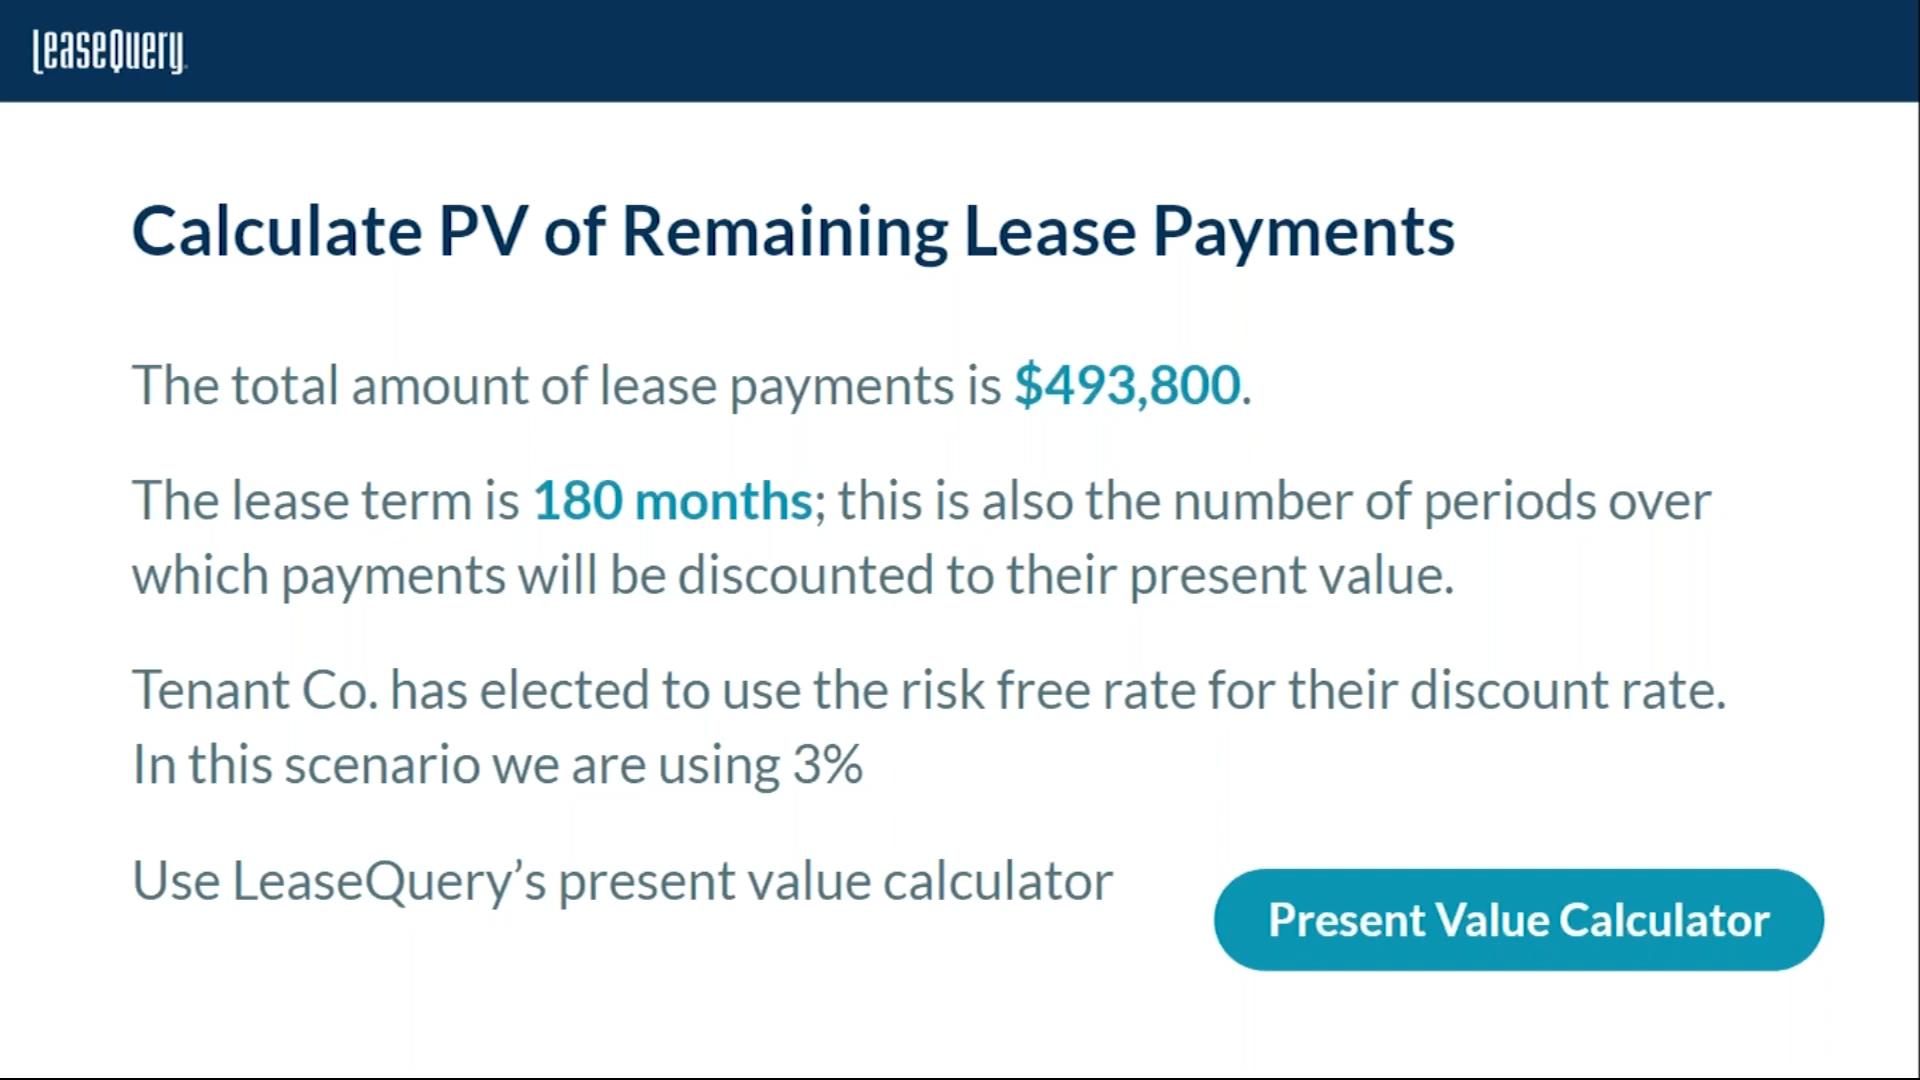 LeaseQuery
Calculate PV of Remaining Lease Payments
The total amount of lease payments is $493,800.
The lease term is 180 months; this is also the number of periods over
which payments will be discounted to their present value.
Tenant Co. has elected to use the risk free rate for their discount rate.
In this scenario we are using 3%
Use LeaseQuery’s present value calculator
Present Value Calculator